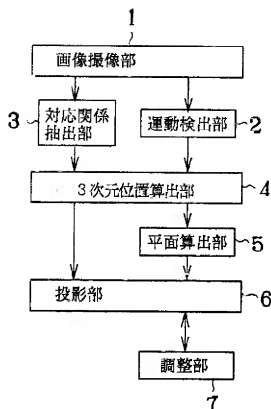 1
画像撮像部
3
対応関係
抽出部
運動検出部
2
3次元位置算出部
4
平面算出部
5
投影部
6
調整部
7